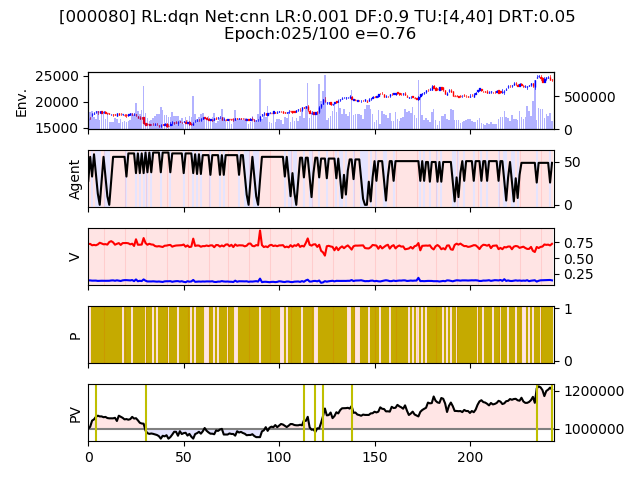 [000080] RL:dqn Net:cnn LR:0.001 DF:0.9 TU:[4,40] DRT:0.05
Epoch:025/100 e=0.76
Env.
25000
20000
15000
500000
0
Agent
50
0
V
0.75
0.50
0.25
P
1
0
PV
1200000
1000000
0 50 100 150 200